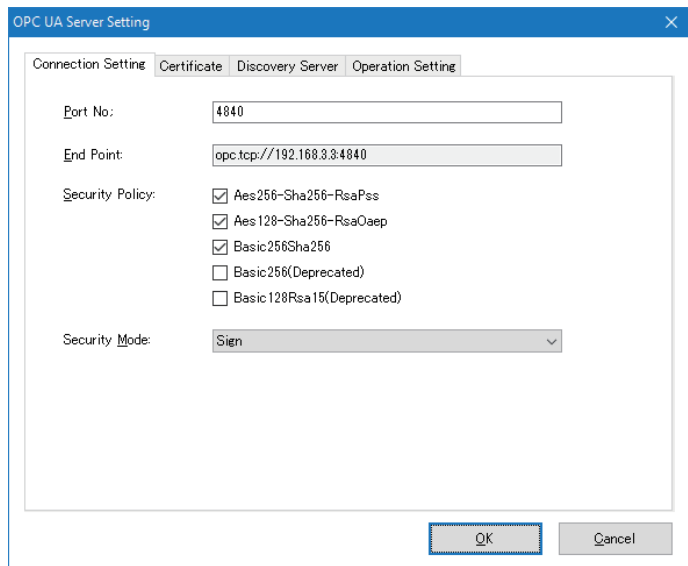 OPC UA Server Setting
Connection Setting Certificate Discovery Server Operation Setting
Port No.: 4840
End Point: opc.tcp://192.168.3.3:4840
Security Policy: Aes256-Sha256-RsaPss
Aes128-Sha256-RsaOaep
Basic256Sha256
Basic256(Deprecated)
Basic128Rsa15(Deprecated)
Security Mode: Sign
OK Cancel